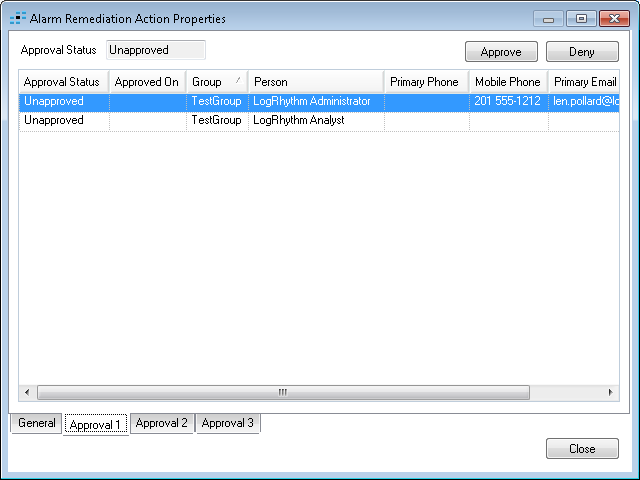 Alarm Remediation Action Properties
Approval Status Unapproved Approve Deny
Approval Status Approved On Group Person Primary Phone Mobile Phone Primary Email
Unapproved TestGroup LogRhythm Administrator 201 555-1212 len.pollard@lo
Unapproved TestGroup LogRhythm Analyst
General Approval 1 Approval 2 Approval 3
Close